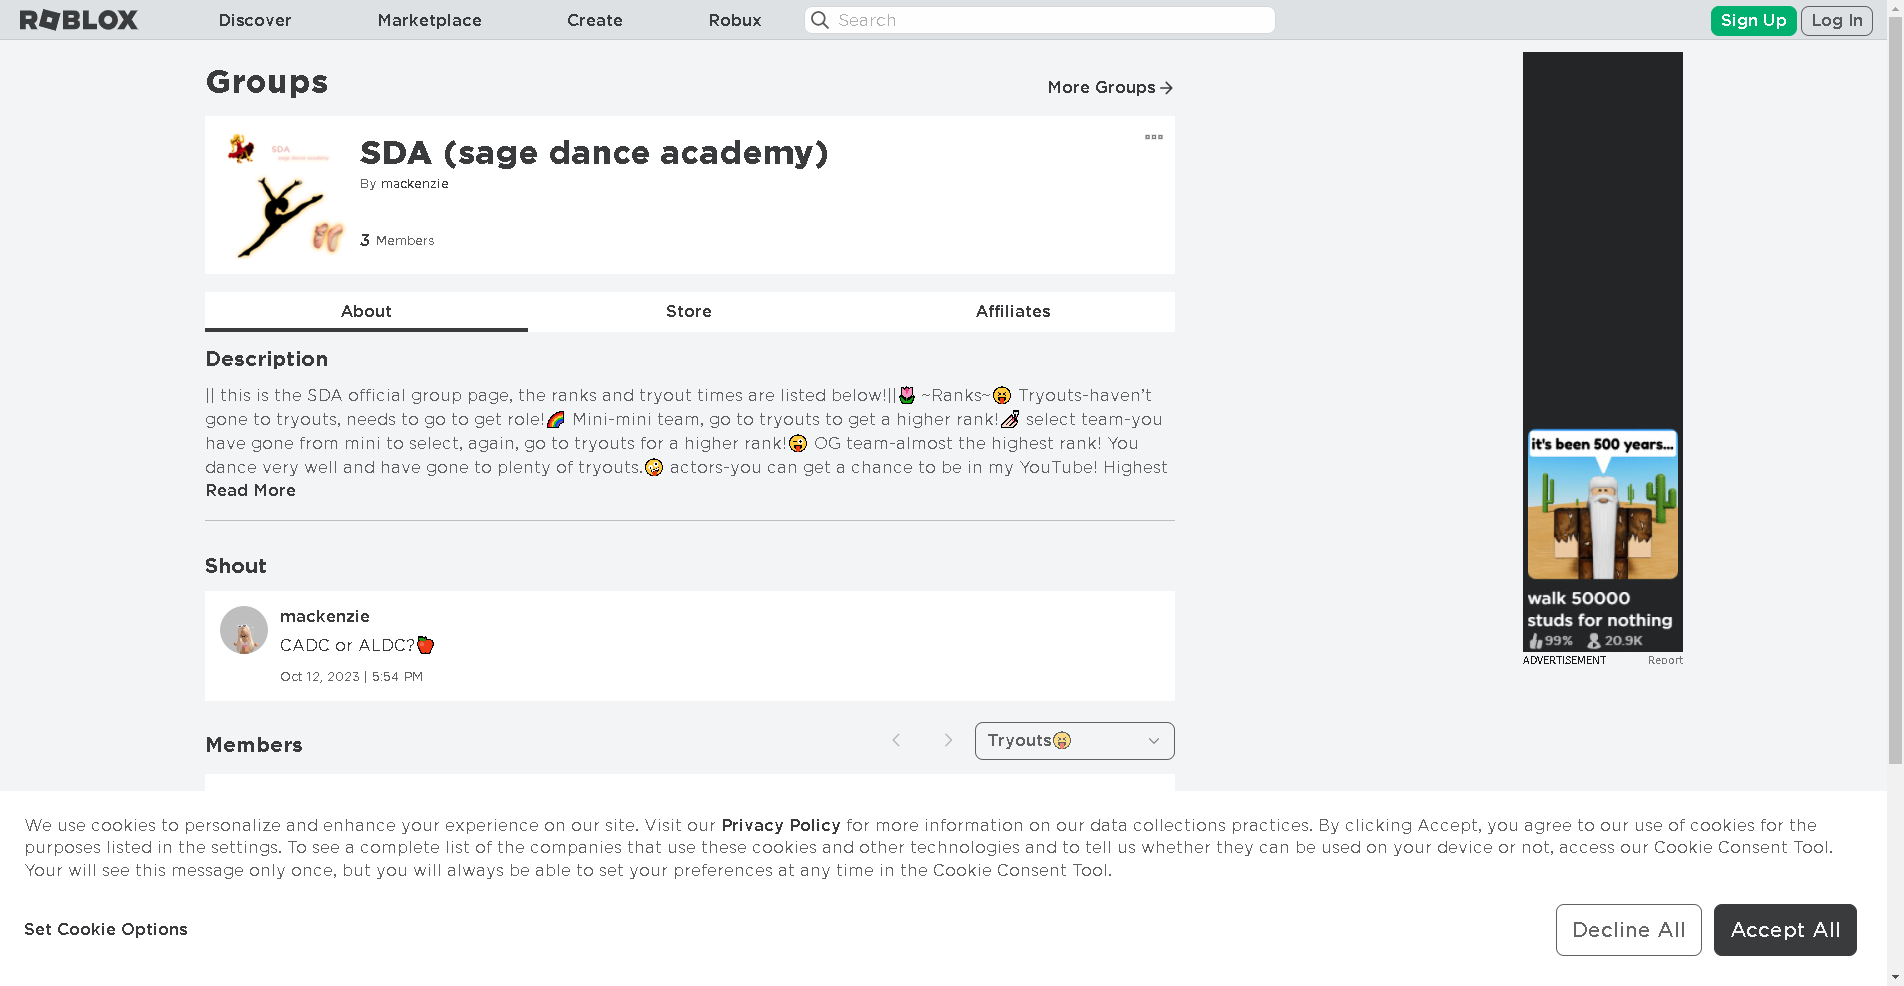 ROBLOX Discover Marketplace Create Robux Search Sign Up Log In
Groups
More Groups
SDA
sage dance academy
SDA (sage dance academy)
By mackenzie
3 Members
About Store Affiliates
Description
|| this is the SDA official group page, the ranks and tryout times are listed below!||🌷 ~Ranks~😝 Tryouts-haven’t
gone to tryouts, needs to go to get role!🌈 Mini-mini team, go to tryouts to get a higher rank!💅🏻 select team-you
have gone from mini to select, again, go to tryouts for a higher rank!😜 OG team-almost the highest rank! You
dance very well and have gone to plenty of tryouts.🤪 actors-you can get a chance to be in my YouTube! Highest
Read More
Shout
mackenzie
CADC or ALDC?🍎
Oct 12, 2023 | 5:54 PM
Members
Tryouts😝
it's been 500 years...
walk 50000
studs for nothing
99% 20.9K
ADVERTISEMENT Report
We use cookies to personalize and enhance your experience on our site. Visit our Privacy Policy for more information on our data collections practices. By clicking Accept, you agree to our use of cookies for the
purposes listed in the settings. To see a complete list of the companies that use these cookies and other technologies and to tell us whether they can be used on your device or not, access our Cookie Consent Tool.
Your will see this message only once, but you will always be able to set your preferences at any time in the Cookie Consent Tool.
Set Cookie Options
Decline All
Accept All